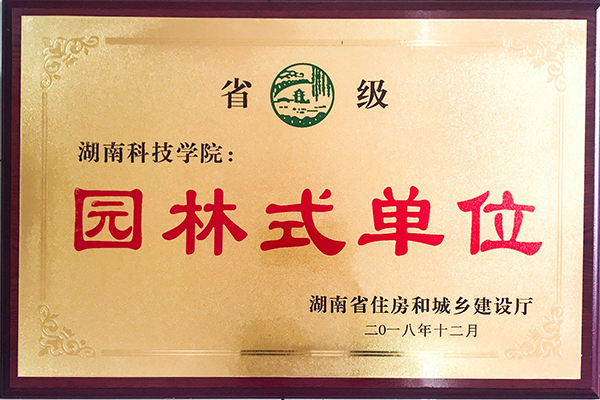 省 级
湖南科技学院：
园林式单位
湖南省住房和城乡建设厅
二〇一八年十二月